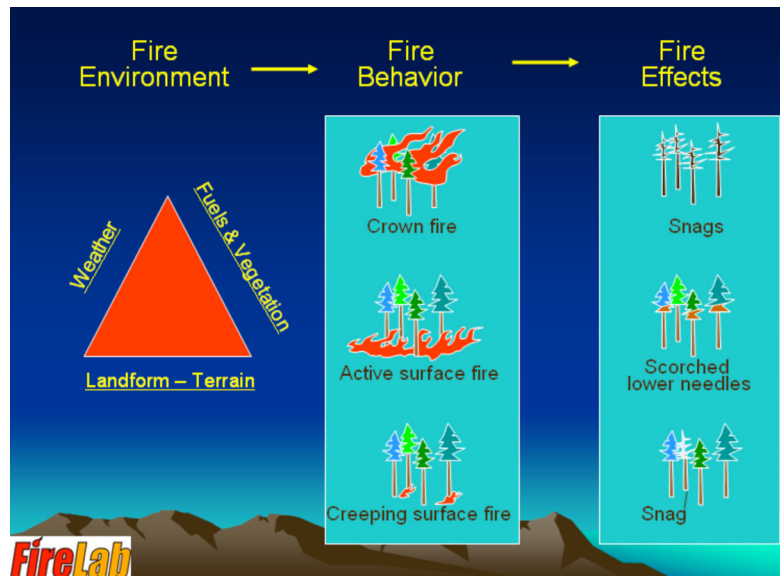 Fire
Environment
Fire
Behavior
Fire
Effects
Weather
Fuels & Vegetation
Landform – Terrain
Crown fire
Active surface fire
Creeping surface fire
Snags
Scorched
lower needles
Snag
FireLab